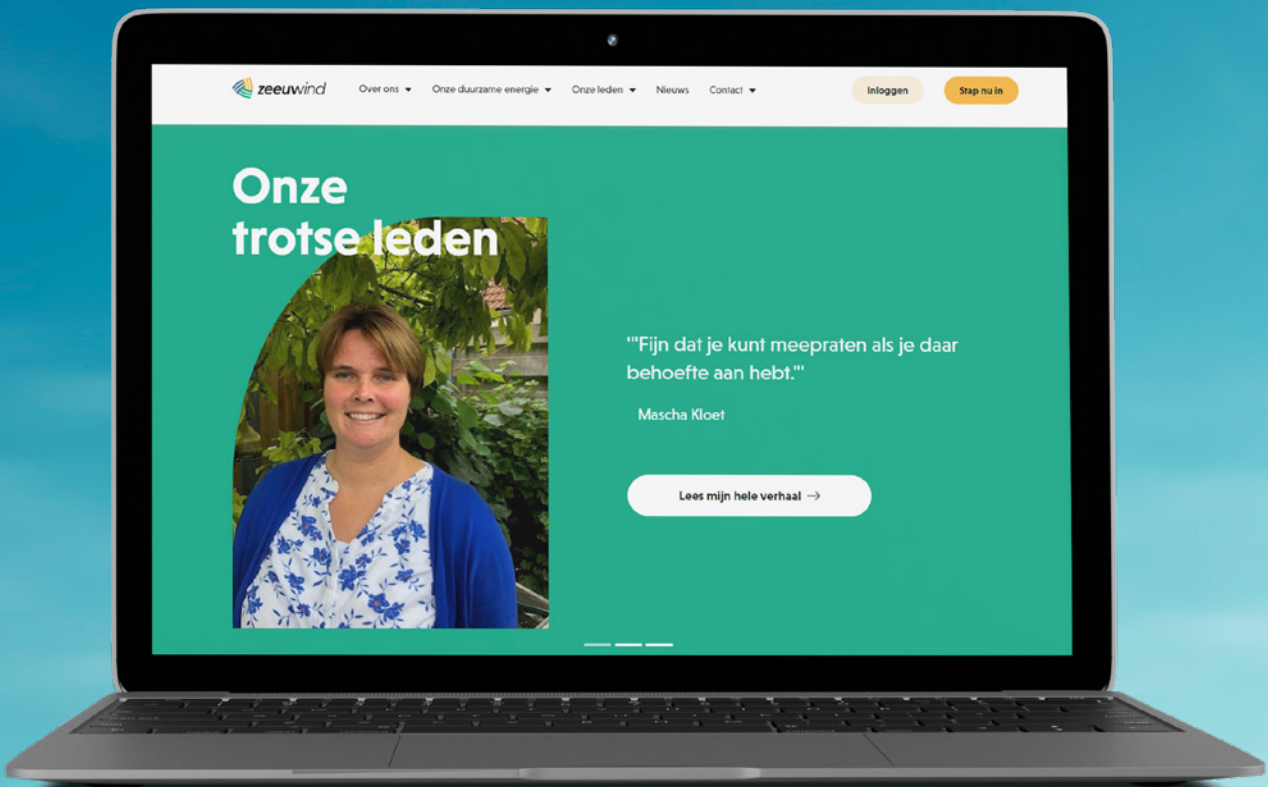 zeeuwind
Over ons
Onze duurzame energie
Onze leden
Nieuws
Contact
Inloggen
Stap nu in
Onze
trotse leden
'"Fijn dat je kunt meepraten als je daar
behoefte aan hebt."'
Mascha Kloet
Lees mijn hele verhaal →